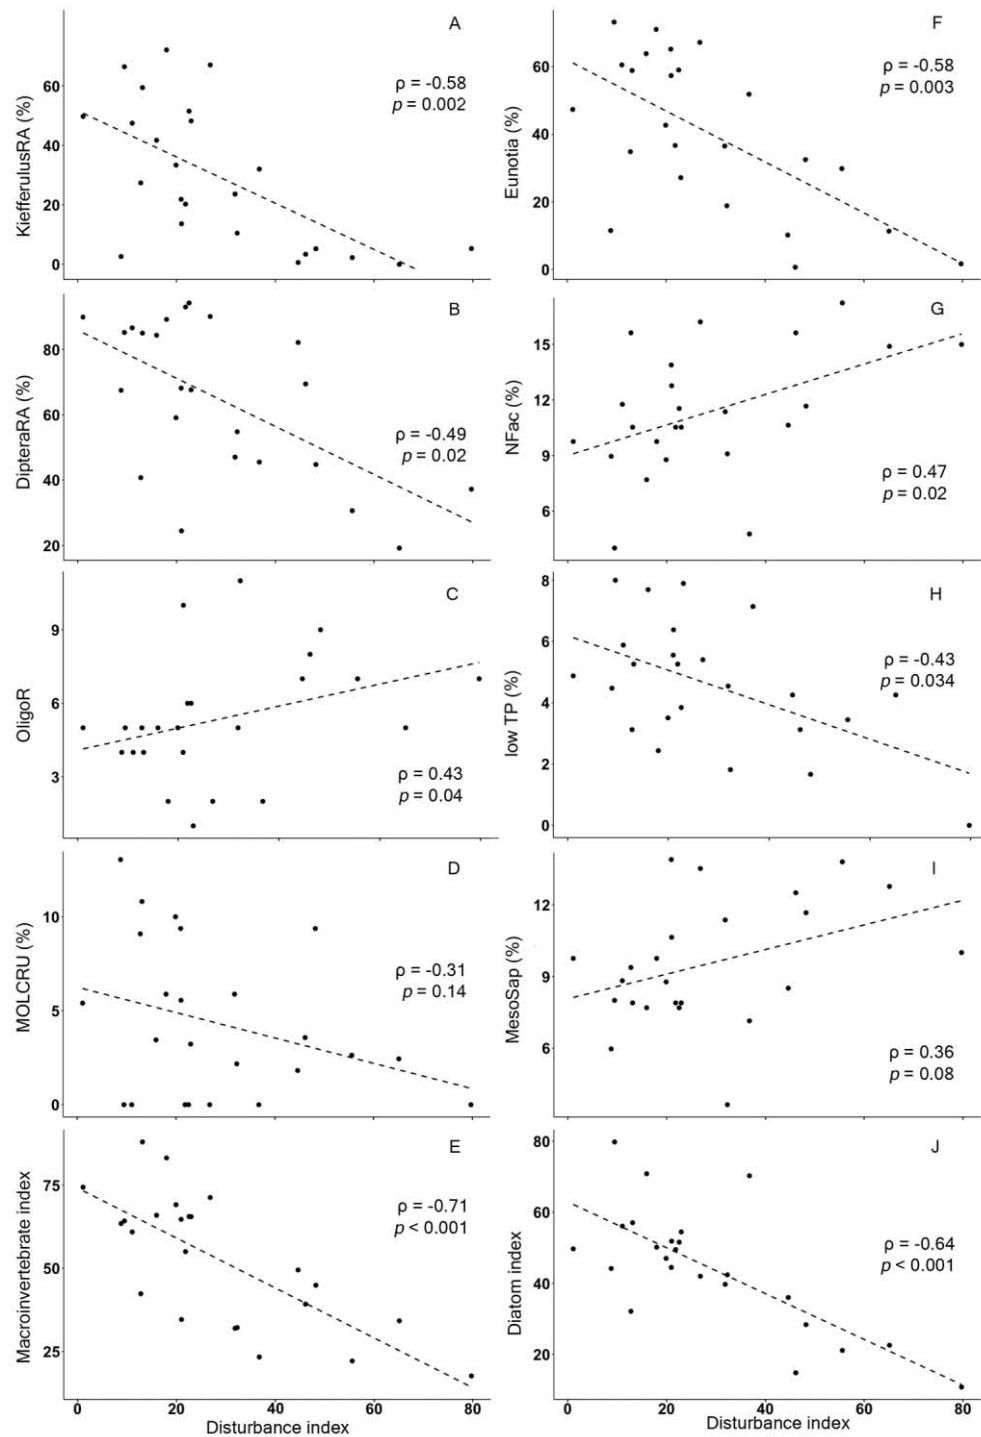 A
ρ = -0.58
p = 0.002
KiefferulusRA (%)
60
40
20
0
B
ρ = -0.49
p = 0.02
DipteraRA (%)
80
60
40
20
C
ρ = 0.43
p = 0.04
OligoR
9
6
3
D
ρ = -0.31
p = 0.14
MOLCRU (%)
10
5
0
E
ρ = -0.71
p < 0.001
Macroinvertebrate index
75
50
25
0 20 40 60 80
Disturbance index
F
ρ = -0.58
p = 0.003
Eunotia (%)
60
40
20
0
G
ρ = 0.47
p = 0.02
NFac (%)
15
12
9
6
H
ρ = -0.43
p = 0.034
low TP (%)
8
6
4
2
0
I
ρ = 0.36
p = 0.08
MesoSap (%)
12
9
6
J
ρ = -0.64
p < 0.001
Diatom index
80
60
40
20
0 20 40 60 80
Disturbance index